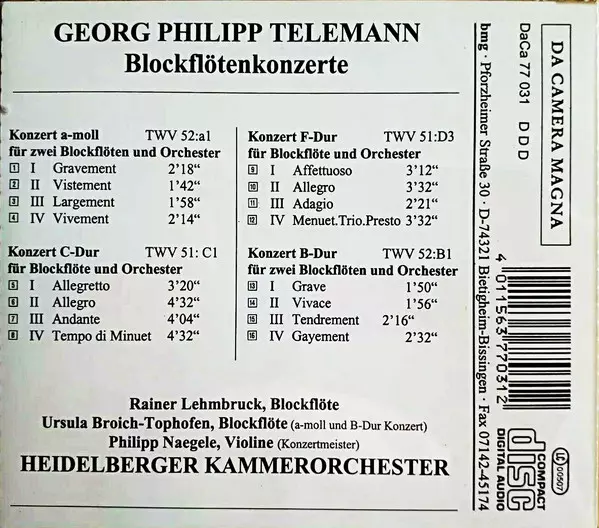 GEORG PHILIPP TELEMANN
Blockflötenkonzerte
Konzert a-moll TWV 52:a1
für zwei Blockflöten und Orchester
1 I Gravement 2’18“
2 II Vistement 1’42“
3 III Largement 1’58“
4 IV Vivement 2’14“
Konzert C-Dur TWV 51: C1
für Blockflöte und Orchester
5 I Allegretto 3’20“
6 II Allegro 4’32“
7 III Andante 4’04“
8 IV Tempo di Minuet 4’32“
Konzert F-Dur TWV 51:D3
für Blockflöte und Orchester
9 I Affettuoso 3’12“
10 II Allegro 3’32“
11 III Adagio 2’21“
12 IV Menuet.Trio.Presto 3’32“
Konzert B-Dur TWV 52:B1
für zwei Blockflöten und Orchester
13 I Grave 1’50“
14 II Vivace 1’56“
15 III Tendrement 2’16“
16 IV Gayement 2’32“
Rainer Lehmbruck, Blockflöte
Ursula Broich-Tophofen, Blockflöte (a-moll und B-Dur Konzert)
Philipp Naegele, Violine (Konzertmeister)
HEIDELBERGER KAMMERORCHESTER
DA CAMERA MAGNA
DaCa 77 031 D D D
bmg · Pforzheimer Straße 30 · D-74321 Bietigheim-Bissingen · Fax 07142-45174
4 011563 770312
COMPACT
disc
DIGITAL AUDIO
LC 00507